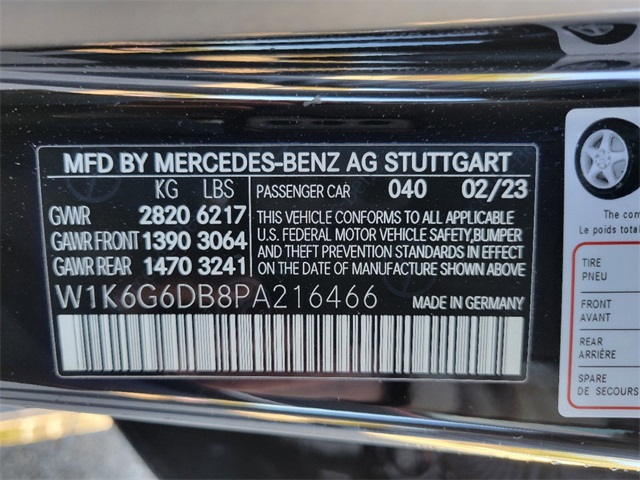 MFD BY MERCEDES-BENZ AG STUTTGART
KG LBS
GVWR 2820 6217
GAWR FRONT 1390 3064
GAWR REAR 1470 3241
PASSENGER CAR 040 02/23
THIS VEHICLE CONFORMS TO ALL APPLICABLE
U.S. FEDERAL MOTOR VEHICLE SAFETY,BUMPER
AND THEFT PREVENTION STANDARDS IN EFFECT
ON THE DATE OF MANUFACTURE SHOWN ABOVE
W1K6G6DB8PA216466 MADE IN GERMANY
The com
Le poids total
TIRE
PNEU
FRONT
AVANT
REAR
ARRIÈRE
SPARE
DE SECOURS